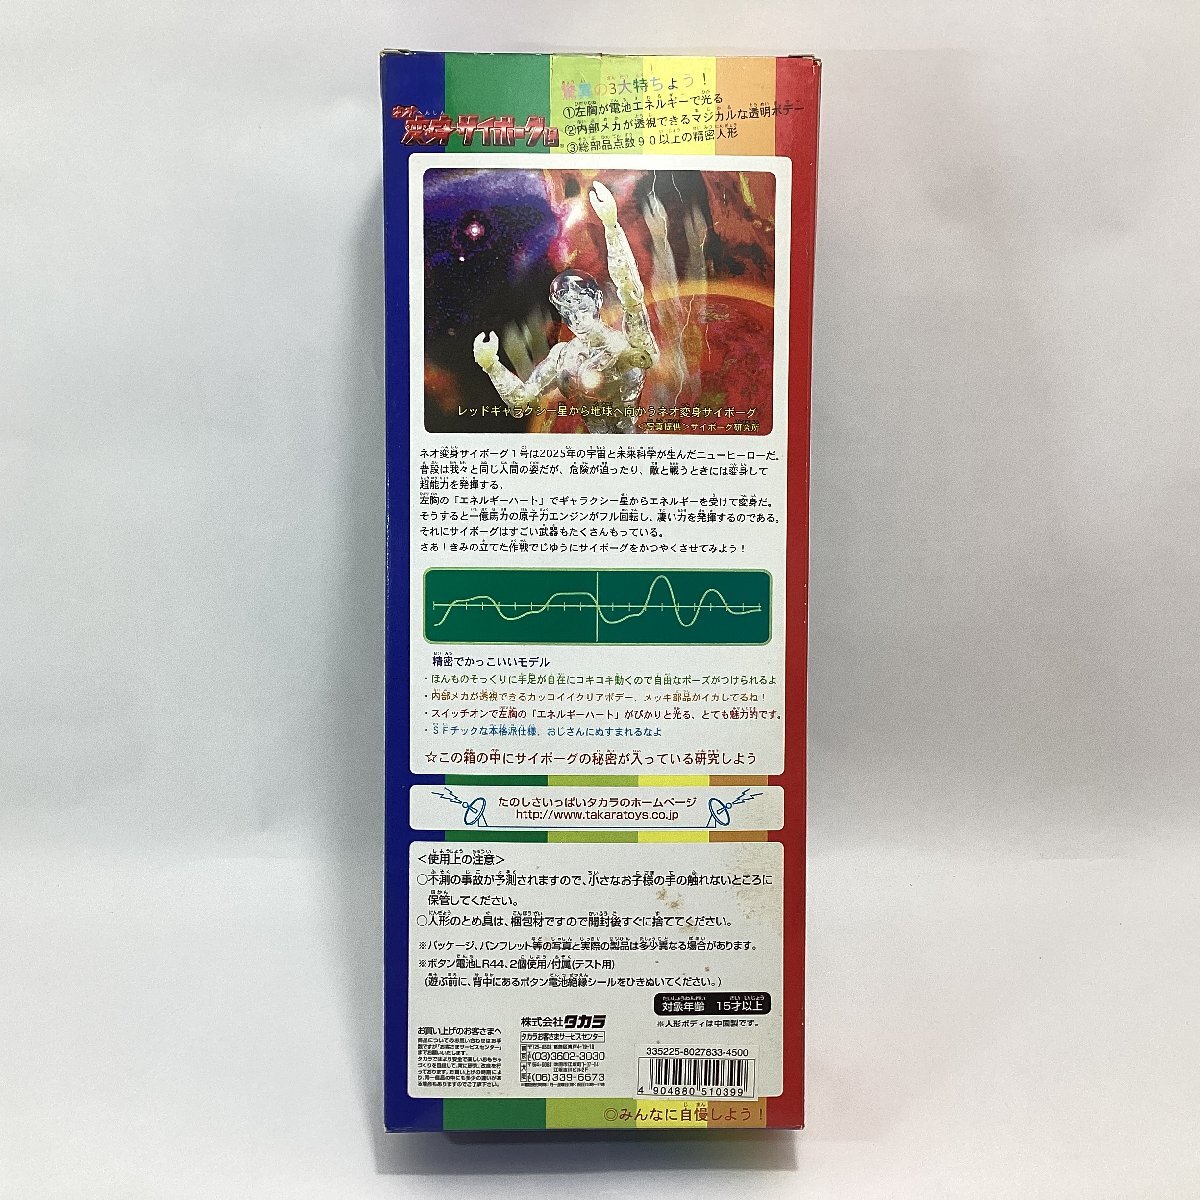 驚異の3大特ちょう！
①左胸が電池エネルギーで光る
②内部メカが透視できるマジカルな透明ボデー
③総部品点数90以上の精密人形
ネオ変身サイボーグ1号
レッドギャラクシー星から地球へ向かうネオ変身サイボーグ
<写真提供>サイボーグ研究所
ネオ変身サイボーグ1号は2025年の宇宙と未来科学が生んだニューヒーローだ。
普段は我々と同じ人間の姿だが、危険が迫ったり、敵と戦うときには変身して
超能力を発揮する。
左胸の「エネルギーハート」でギャラクシー星からエネルギーを受けて変身だ。
そうすると一億馬力の原子力エンジンがフル回転し、凄い力を発揮するのである。
それにサイボーグはすごい武器もたくさんもっている。
さあ！きみの立てた作戦でじゆうにサイボーグをかつやくさせてみよう！
精密でかっこいいモデル
・ほんものそっくりに手足が自在にコキコキ動くので自由なポーズがつけられるよ
・内部メカが透視できるカッコイイクリアボデー、メッキ部品がイカしてるね！
・スイッチオンで左胸の「エネルギーハート」がぴかりと光る、とても魅力的です。
・SFチックな本格派仕様、おじさんにぬすまれるなよ
☆この箱の中にサイボーグの秘密が入っている研究しよう
たのしさいっぱいタカラのホームページ
http://www.takaratoys.co.jp
<使用上の注意>
○不測の事故が予測されますので、小さなお子様の手の触れないところに
保管してください。
○人形のとめ具は、梱包材ですので開封後すぐに捨ててください。
※パッケージ、パンフレット等の写真と実際の製品は多少異なる場合があります。
※ボタン電池LR44、2個使用/付属(テスト用)
(遊ぶ前に、背中にあるボタン電池絶縁シールをひきぬいてください。)
対象年齢 15才以上
※人形ボディは中国製です。
お買い上げのお客さまへ
株式会社タカラ
タカラお客さまサービスセンター
(03)3602-3030
(06)339-6673
335225-8027833-4500
4 904880 510399
◎みんなに自慢しよう！